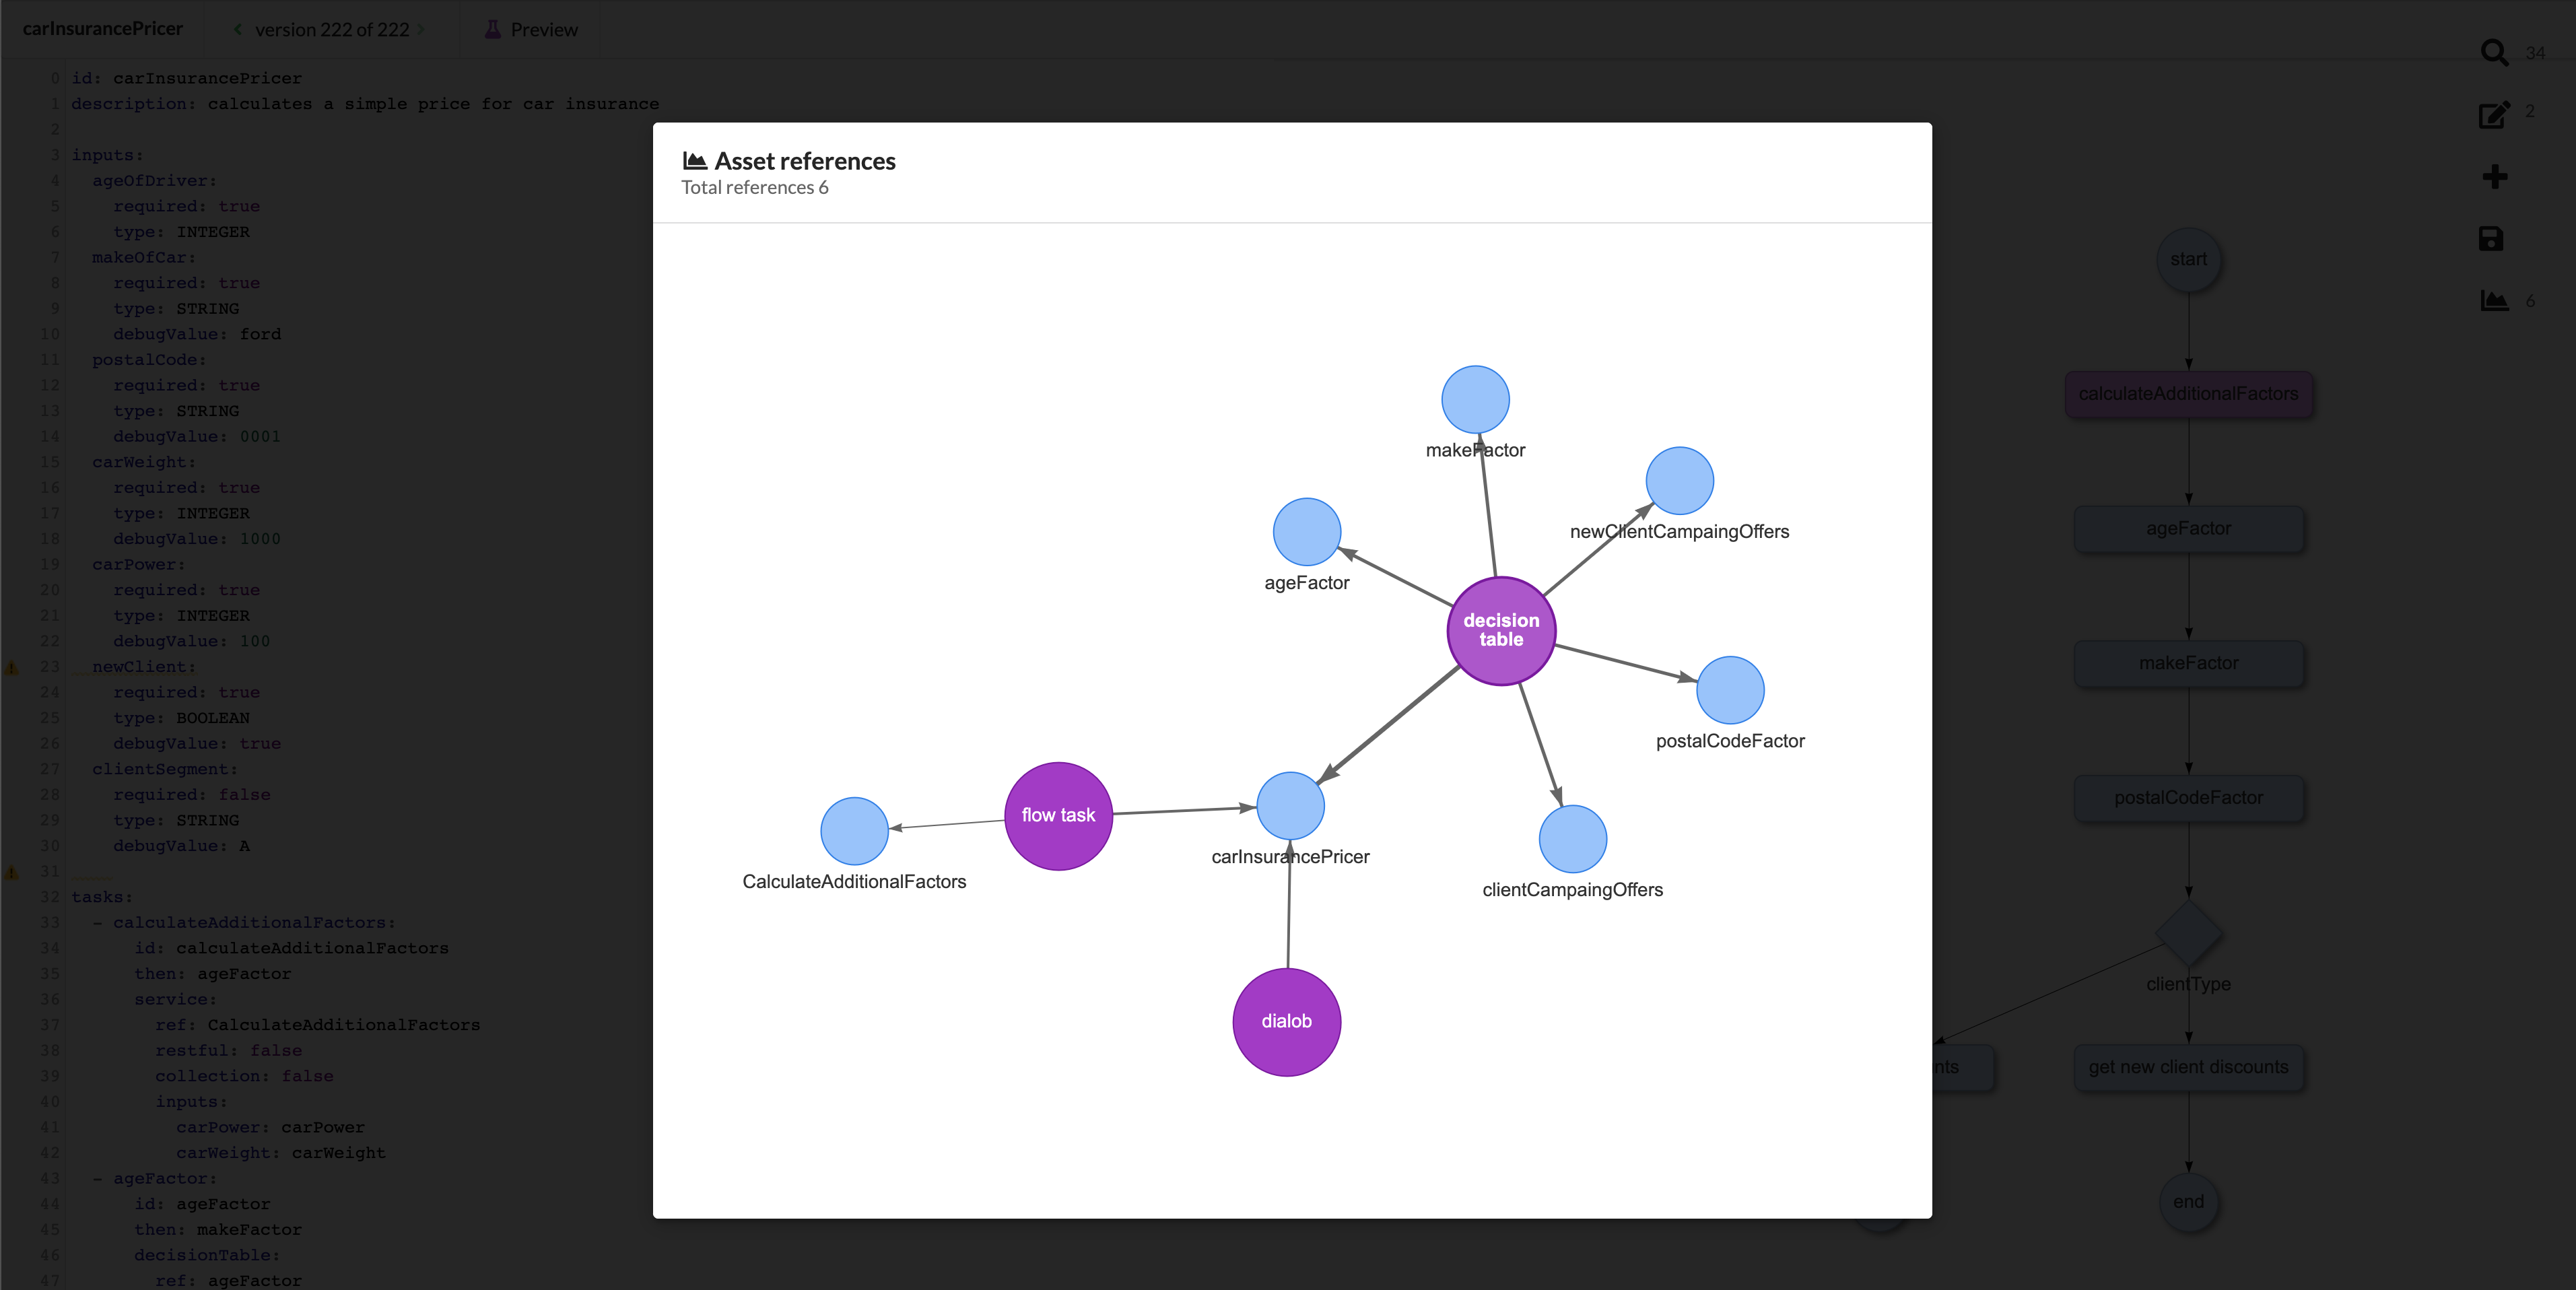 carInsurancePricer
version 222 of 222
Preview
0 id: carInsurancePricer
1 description: calculates a simple price for car insurance
2
3 inputs:
4 ageOfDriver:
5 required: true
6 type: INTEGER
7 makeOfCar:
8 required: true
9 type: STRING
10 debugValue: ford
11 postalCode:
12 required: true
13 type: STRING
14 debugValue: 0001
15 carWeight:
16 required: true
17 type: INTEGER
18 debugValue: 1000
19 carPower:
20 required: true
21 type: INTEGER
22 debugValue: 100
23 newClient:
24 required: true
25 type: BOOLEAN
26 debugValue: true
27 clientSegment:
28 required: false
29 type: STRING
30 debugValue: A
31
32 tasks:
33 - calculateAdditionalFactors:
34 id: calculateAdditionalFactors
35 then: ageFactor
36 service:
37 ref: CalculateAdditionalFactors
38 restful: false
39 collection: false
40 inputs:
41 carPower: carPower
42 carWeight: carWeight
43 - ageFactor:
44 id: ageFactor
45 then: makeFactor
46 decisionTable:
47 ref: ageFactor
Asset references
Total references 6
makeFactor
newClientCampaingOffers
ageFactor
decision
table
postalCodeFactor
flow task
carInsurancePricer
CalculateAdditionalFactors
clientCampaingOffers
dialob
34
2
6
start
calculateAdditionalFactors
ageFactor
makeFactor
postalCodeFactor
clientType
nts
get new client discounts
end